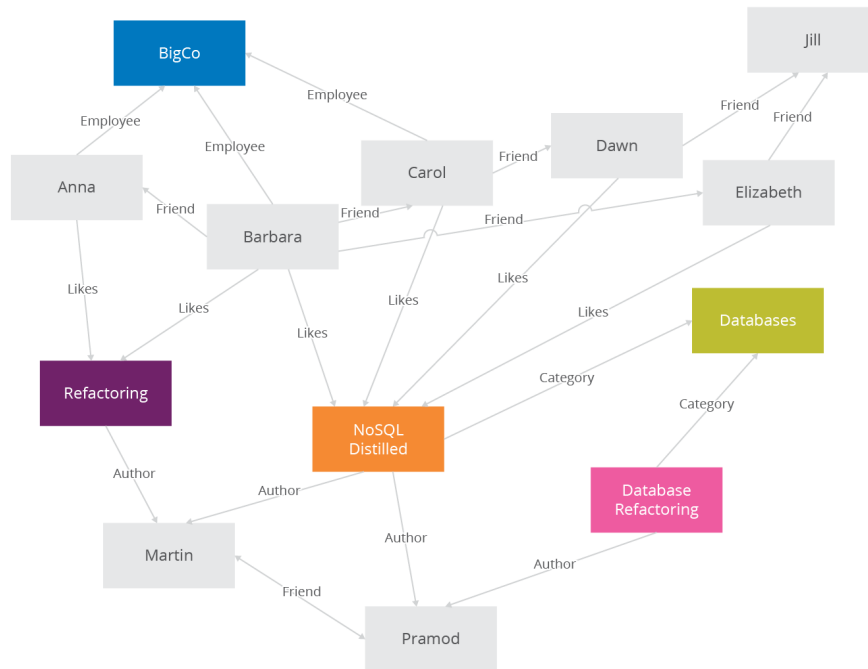 Jill
BigCo
Employee
Friend
Employee
Friend
Employee
Dawn
Friend
Carol
Anna
Elizabeth
Friend
Friend
Friend
Barbara
Likes
Likes
Likes
Likes
Likes
Likes
Databases
Category
Refactoring
Category
NoSQL
Distilled
Author
Author
Database
Refactoring
Author
Martin
Author
Friend
Pramod